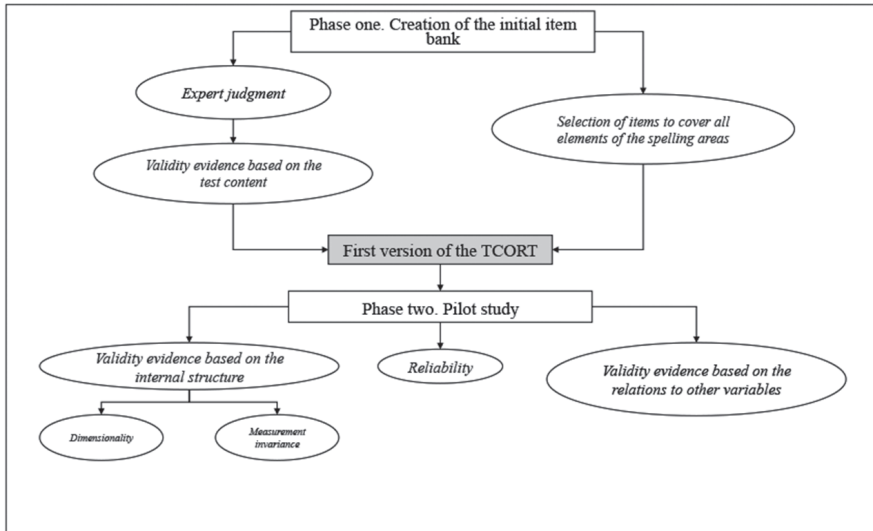 Phase one. Creation of the initial item
bank
Expert judgment
Selection of items to cover all
elements of the spelling areas
Validity evidence based on the
test content
First version of the TCORT
Phase two. Pilot study
Validity evidence based on the
internal structure
Reliability
Validity evidence based on the
relations to other variables
Dimensionality
Measurement
invariance